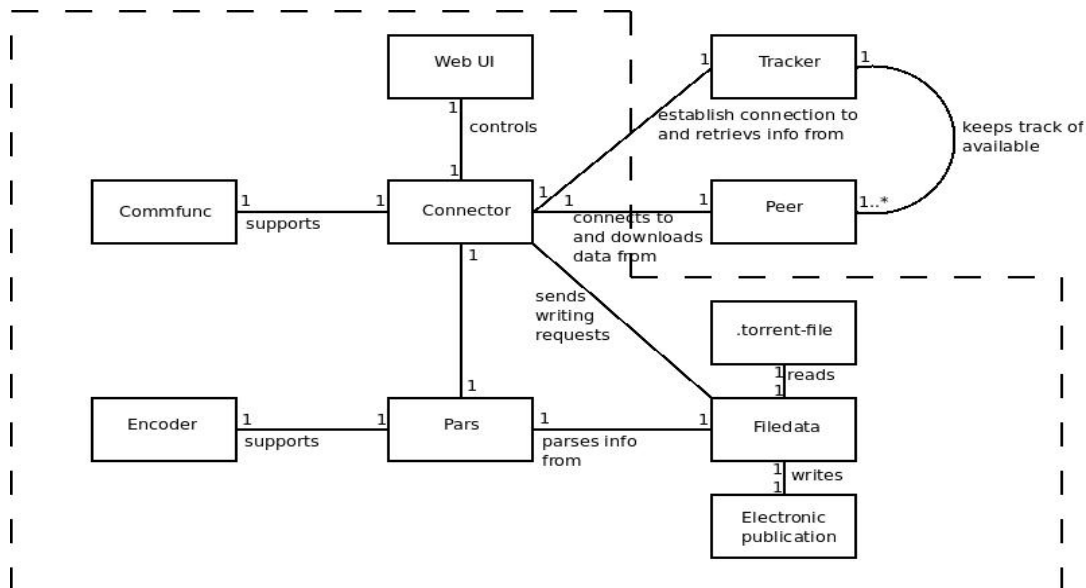 Web UI
1
controls
1
Tracker
1
1
establish connection to
and retrievs info from
keeps track of
available
Commfunc
1
supports
1
Connector
1
1
connects to
and downloads
data from
1
Peer
1..*
1
sends
writing
requests
.torrent-file
1
reads
1
1
Encoder
1
supports
1
Pars
1
parses info
from
1
Filedata
1
writes
1
Electronic
publication